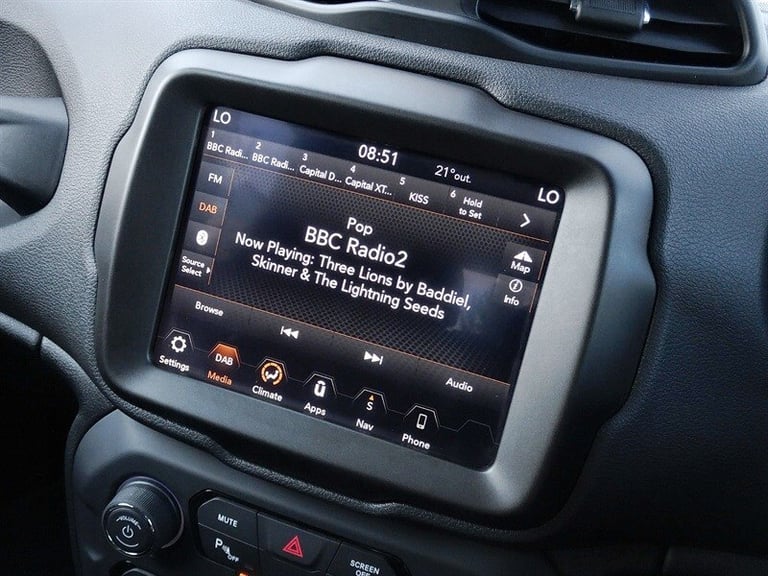 LO
08:51
21°out.
LO
1
BBC Radi...
2
BBC Radi...
3
Capital D...
4
Capital XT...
5
KISS
6 Hold
to Set
FM
DAB
Source
Select
Pop
BBC Radio2
Now Playing: Three Lions by Baddiel,
Skinner & The Lightning Seeds
Map
i
Info
Browse
Audio
Settings
DAB
Media
Climate
Apps
S
Nav
Phone
VOLUME
MUTE
P OFF
SCREEN
OFF